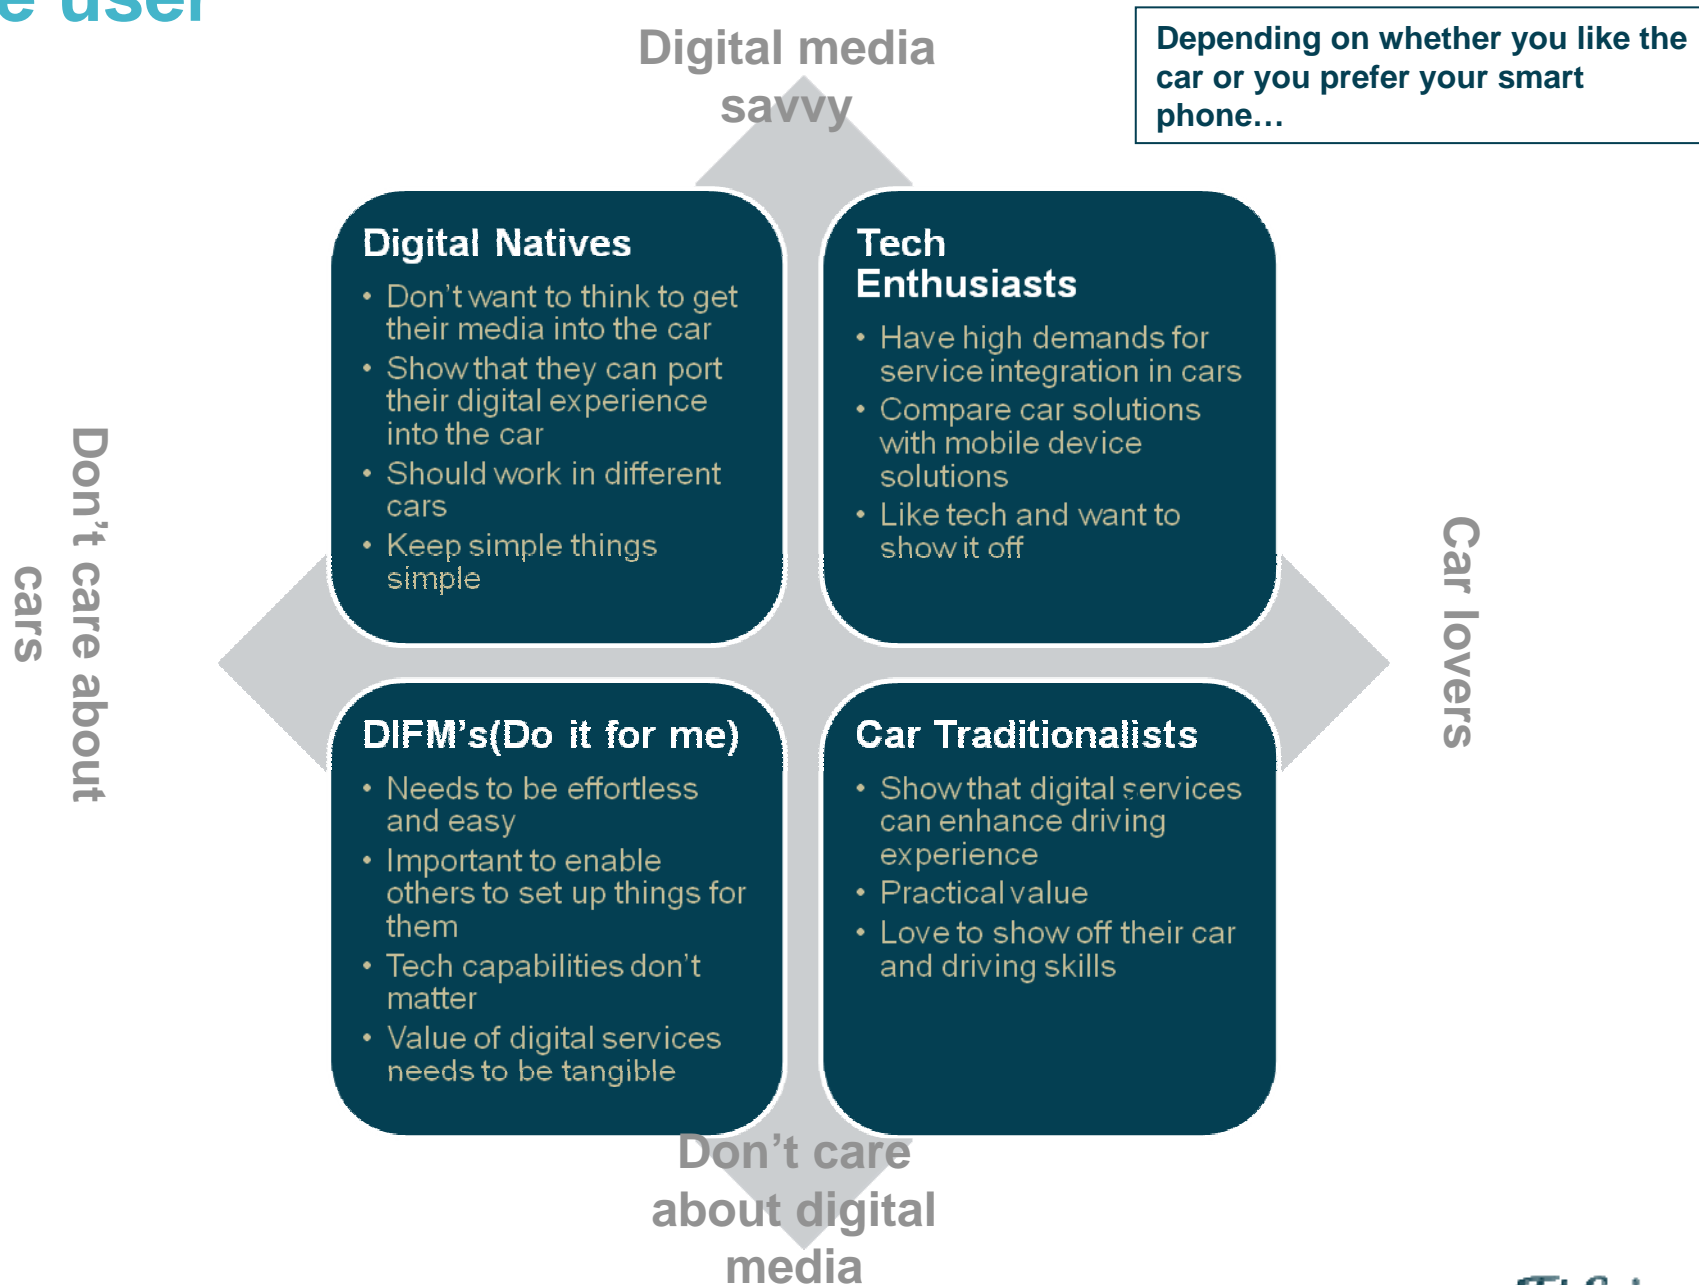 e user
Digital media
savvy
Depending on whether you like the
car or you prefer your smart
phone…
Digital Natives
• Don't want to think to get
their media into the car
• Show that they can port
their digital experience
into the car
• Should work in different
cars
• Keep simple things
simple
Tech
Enthusiasts
• Have high demands for
service integration in cars
• Compare car solutions
with mobile device
solutions
• Like tech and want to
show it off
Don't care about
cars
Car lovers
DIFM's(Do it for me)
• Needs to be effortless
and easy
• Important to enable
others to set up things for
them
• Tech capabilities don't
matter
• Value of digital services
needs to be tangible
Car Traditionalists
• Show that digital services
can enhance driving
experience
• Practical value
• Love to show off their car
and driving skills
Don't care
about digital
media